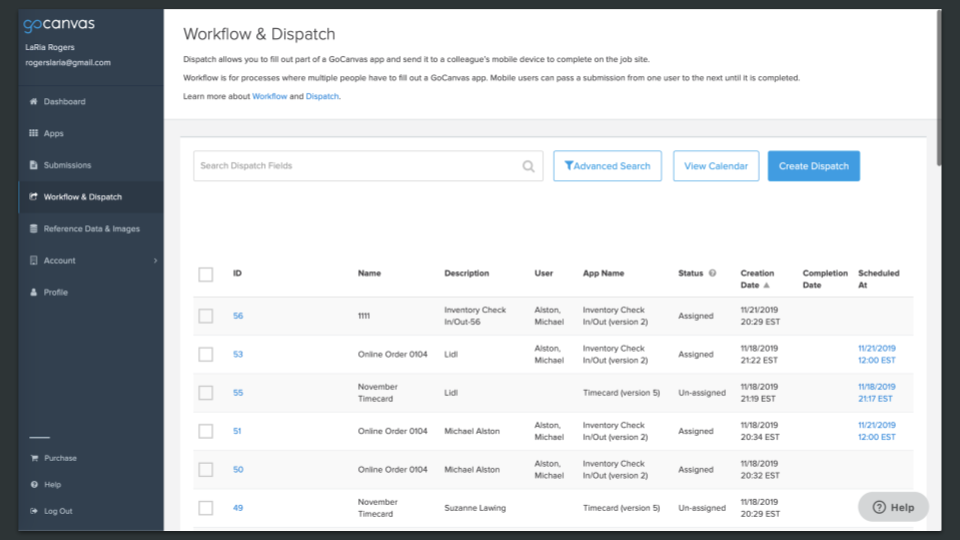 gocanvas
LaRia Rogers
rogerslaria@gmail.com
Dashboard
Apps
Submissions
Workflow & Dispatch
Reference Data & Images
Account
Profile
Purchase
Help
Log Out
Workflow & Dispatch
Dispatch allows you to fill out part of a GoCanvas app and send it to a colleague's mobile device to complete on the job site.
Workflow is for processes where multiple people have to fill out a GoCanvas app. Mobile users can pass a submission from one user to the next until it is completed.
Learn more about Workflow and Dispatch.
Search Dispatch Fields
Advanced Search
View Calendar
Create Dispatch
ID Name Description User App Name Status Creation Date Completion Date Scheduled At
56 1111 Inventory Check In/Out-56 Alston, Michael Inventory Check In/Out (version 2) Assigned 11/21/2019 20:29 EST
53 Online Order 0104 Lidl Alston, Michael Inventory Check In/Out (version 2) Assigned 11/18/2019 21:22 EST 11/21/2019 12:00 EST
55 November Timecard Lidl Timecard (version 5) Un-assigned 11/18/2019 21:19 EST 11/18/2019 21:17 EST
51 Online Order 0104 Michael Alston Alston, Michael Inventory Check In/Out (version 2) Assigned 11/18/2019 20:34 EST 11/21/2019 12:00 EST
50 Online Order 0104 Michael Alston Alston, Michael Inventory Check In/Out (version 2) Assigned 11/18/2019 20:32 EST
49 November Timecard Suzanne Lawing Timecard (version 5) Un-assigned 11/18/2019 20:29 EST
Help